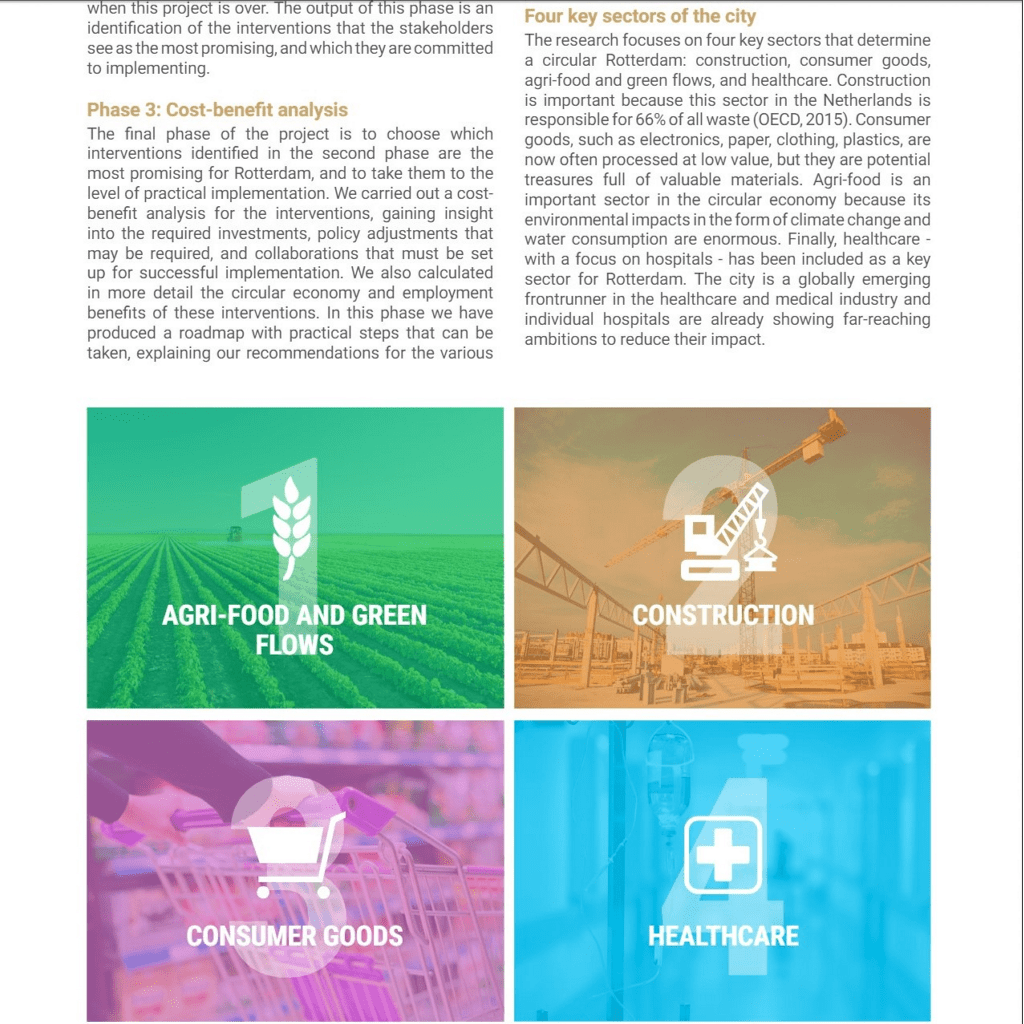 when this project is over. The output of this phase is an
identification of the interventions that the stakeholders
see as the most promising, and which they are committed
to implementing.
Phase 3: Cost-benefit analysis
The final phase of the project is to choose which
interventions identified in the second phase are the
most promising for Rotterdam, and to take them to the
level of practical implementation. We carried out a cost-
benefit analysis for the interventions, gaining insight
into the required investments, policy adjustments that
may be required, and collaborations that must be set
up for successful implementation. We also calculated
in more detail the circular economy and employment
benefits of these interventions. In this phase we have
produced a roadmap with practical steps that can be
taken, explaining our recommendations for the various
Four key sectors of the city
The research focuses on four key sectors that determine
a circular Rotterdam: construction, consumer goods,
agri-food and green flows, and healthcare. Construction
is important because this sector in the Netherlands is
responsible for 66% of all waste (OECD, 2015). Consumer
goods, such as electronics, paper, clothing, plastics, are
now often processed at low value, but they are potential
treasures full of valuable materials. Agri-food is an
important sector in the circular economy because its
environmental impacts in the form of climate change and
water consumption are enormous. Finally, healthcare -
with a focus on hospitals - has been included as a key
sector for Rotterdam. The city is a globally emerging
frontrunner in the healthcare and medical industry and
individual hospitals are already showing far-reaching
ambitions to reduce their impact.
1
AGRI-FOOD AND GREEN
FLOWS
2
CONSTRUCTION
3
CONSUMER GOODS
4
HEALTHCARE